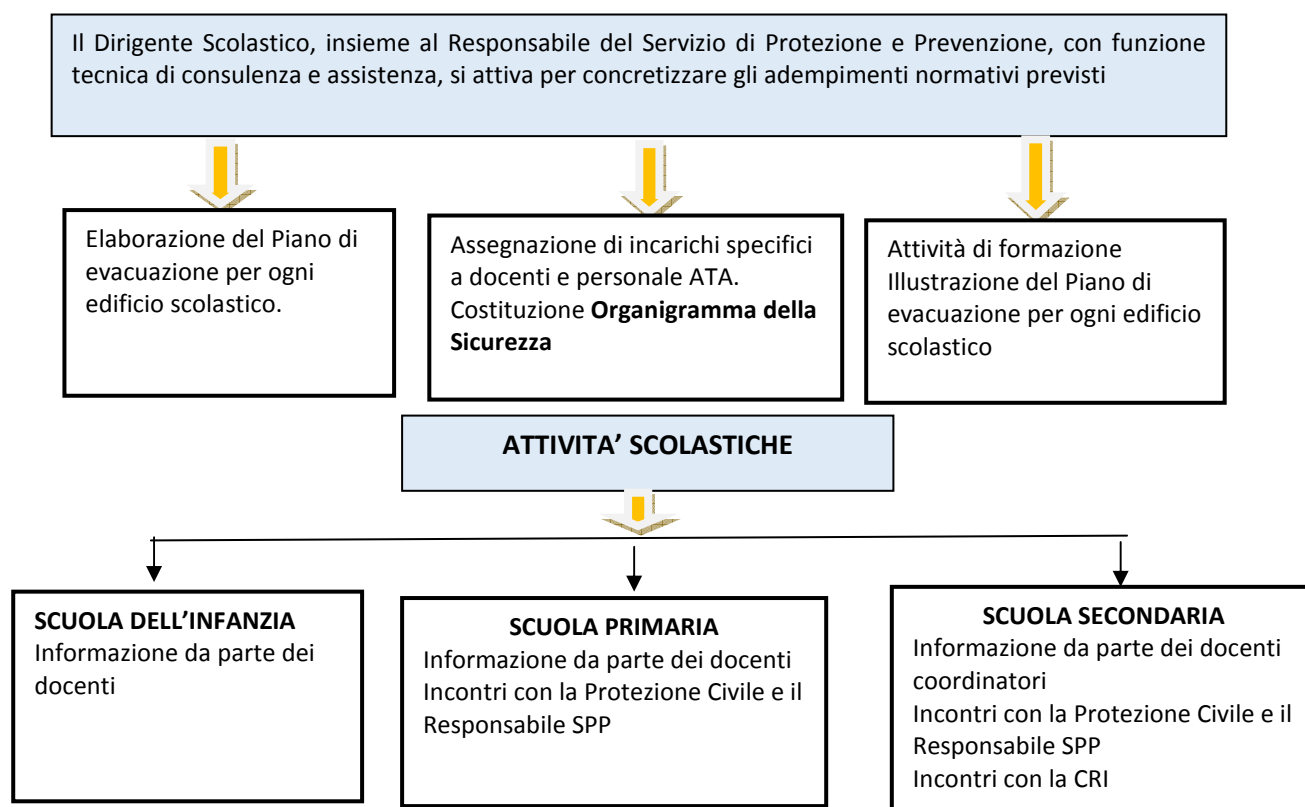 Il Dirigente Scolastico, insieme al Responsabile del Servizio di Protezione e Prevenzione, con funzione
tecnica di consulenza e assistenza, si attiva per concretizzare gli adempimenti normativi previsti
Elaborazione del Piano di
evacuazione per ogni
edificio scolastico.
Assegnazione di incarichi specifici
a docenti e personale ATA.
Costituzione Organigramma della
Sicurezza
Attività di formazione
Illustrazione del Piano di
evacuazione per ogni edificio
scolastico
ATTIVITA’ SCOLASTICHE
SCUOLA DELL’INFANZIA
Informazione da parte dei
docenti
SCUOLA PRIMARIA
Informazione da parte dei docenti
Incontri con la Protezione Civile e il
Responsabile SPP
SCUOLA SECONDARIA
Informazione da parte dei docenti
coordinatori
Incontri con la Protezione Civile e il
Responsabile SPP
Incontri con la CRI